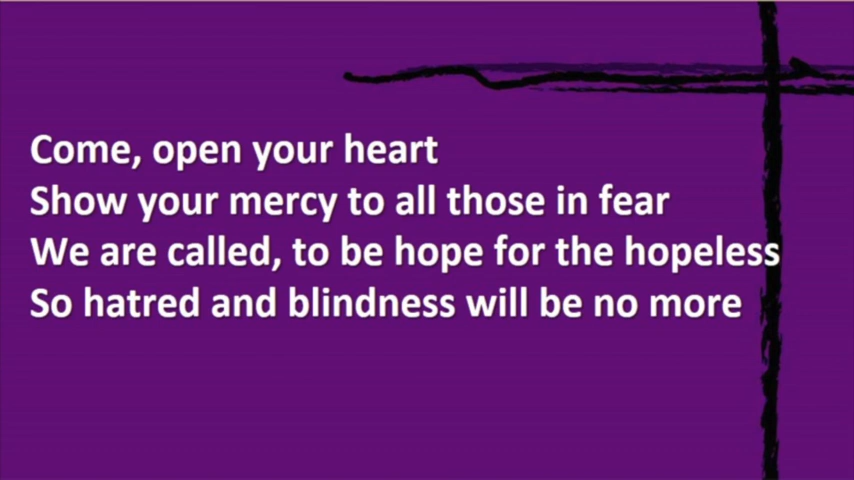 Come, open your heart
Show your mercy to all those in fear
We are called, to be hope for the hopeless
So hatred and blindness will be no more